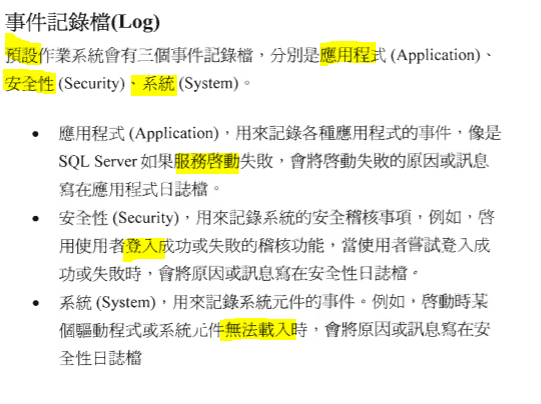 事件記錄檔(Log)
預設作業系統會有三個事件記錄檔，分別是應用程式 (Application)、
安全性 (Security)、系統 (System)。
• 應用程式 (Application)，用來記錄各種應用程式的事件，像是
SQL Server 如果服務啓動失敗，會將啓動失敗的原因或訊息
寫在應用程式日誌檔。
• 安全性 (Security)，用來記錄系統的安全稽核事項，例如，啓
用使用者登入成功或失敗的稽核功能，當使用者嘗試登入成
功或失敗時，會將原因或訊息寫在安全性日誌檔。
• 系統 (System)，用來記錄系統元件的事件。例如，啓動時某
個驅動程式或系統元件無法載入時，會將原因或訊息寫在安
全性日誌檔